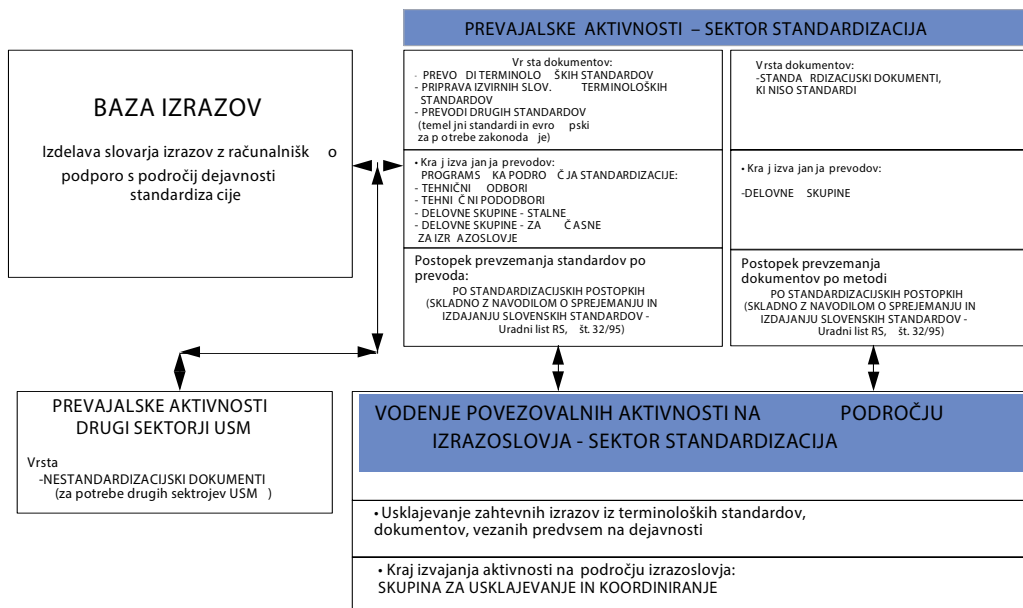 PREVAJALSKE AKTIVNOSTI – SEKTOR STANDARDIZACIJA
BAZA IZRAZOV
Izdelava slovarja izrazov z računalnišk o
podporo s področij dejavnosti
standardiza cije
Vr sta dokumentov:
- PREVO DI TERMINOLO ŠKIH STANDARDOV
- PRIPRAVA IZVIRNIH SLOV. TERMINOLOŠKIH
STANDARDOV
- PREVODI DRUGIH STANDARDOV
(temel jni standardi in evro pski
za p otrebe zakonoda je)
Vrsta dokumentov:
-STANDA RDIZACIJSKI DOKUMENTI,
KI NISO STANDARDI
• Kra j izva jan ja prevodov:
PROGRAMS KA PODRO Č JA STANDARDIZACIJE:
- TEHNIČNI ODBORI
- TEHNI Č NI PODODBORI
- DELOVNE SKUPINE - STALNE
- DELOVNE SKUPINE - ZA Č ASNE
ZA IZR AZOSLOVJE
• Kra j izva jan ja prevodov:
-DELOVNE SKUPINE
Postopek prevzemanja standardov po
prevoda:
PO STANDARDIZACIJSKIH POSTOPKIH
(SKLADNO Z NAVODILOM O SPREJEMANJU IN
IZDAJANJU SLOVENSKIH STANDARDOV -
Uradni list RS, št. 32/95)
Postopek prevzemanja
dokumentov po metodi
PO STANDARDIZACIJSKIH POSTOPKIH
(SKLADNO Z NAVODILOM O SPREJEMANJU IN
IZDAJANJU SLOVENSKIH STANDARDOV -
Uradni list RS, št. 32/95)
PREVAJALSKE AKTIVNOSTI
DRUGI SEKTORJI USM
Vrsta
-NESTANDARDIZACIJSKI DOKUMENTI
(za potrebe drugih sektrojev USM )
VODENJE POVEZOVALNIH AKTIVNOSTI NA PODROČJU
IZRAZOSLOVJA - SEKTOR STANDARDIZACIJA
• Usklajevanje zahtevnih izrazov iz terminoloških standardov,
dokumentov, vezanih predvsem na dejavnosti
• Kraj izvajanja aktivnosti na področju izrazoslovja:
SKUPINA ZA USKLAJEVANJE IN KOORDINIRANJE